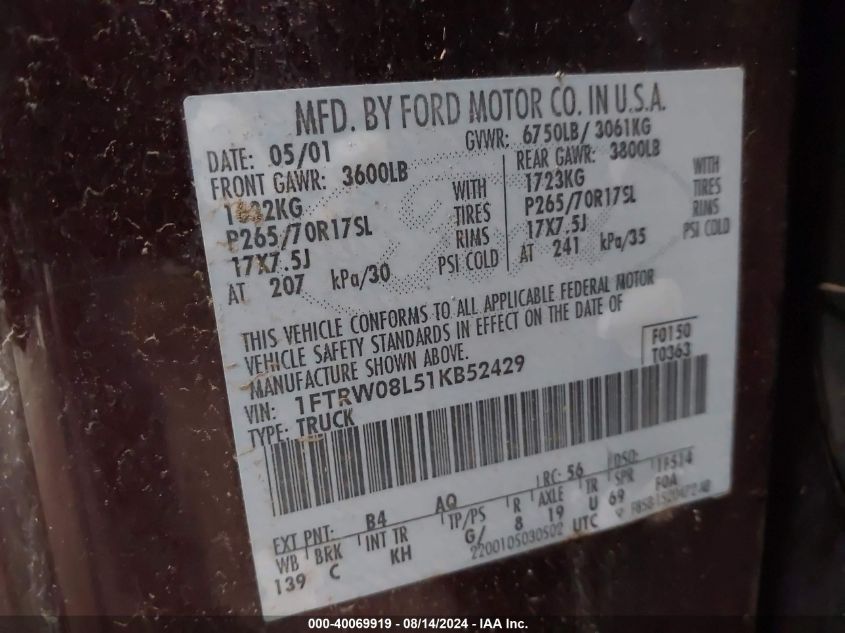 MFD. BY FORD MOTOR CO. IN U.S.A.
DATE: 05/01 GVWR: 6750LB/ 3061KG
FRONT GAWR: 3600LB REAR GAWR: 3800LB
1632KG WITH 1723KG WITH
P265/70R17SL TIRES P265/70R17SL TIRES
17X7.5J RIMS 17X7.5J RIMS
AT 207 kPa/30 PSI COLD AT 241 kPa/35 PSI COLD
THIS VEHICLE CONFORMS TO ALL APPLICABLE FEDERAL MOTOR
VEHICLE SAFETY STANDARDS IN EFFECT ON THE DATE OF
MANUFACTURE SHOWN ABOVE.
VIN: 1FTRW08L51KB52429 F0150
TYPE: TRUCK T0363
EXT PNT: B4 AQ RC: 56 DSO:
WB BRK INT TR TP/PS R AXLE TR SPR
139 C KH G/ 8 19 U 69 FOA
22001DS030S02 UTC
000-40069919 - 08/14/2024 - IAA Inc.